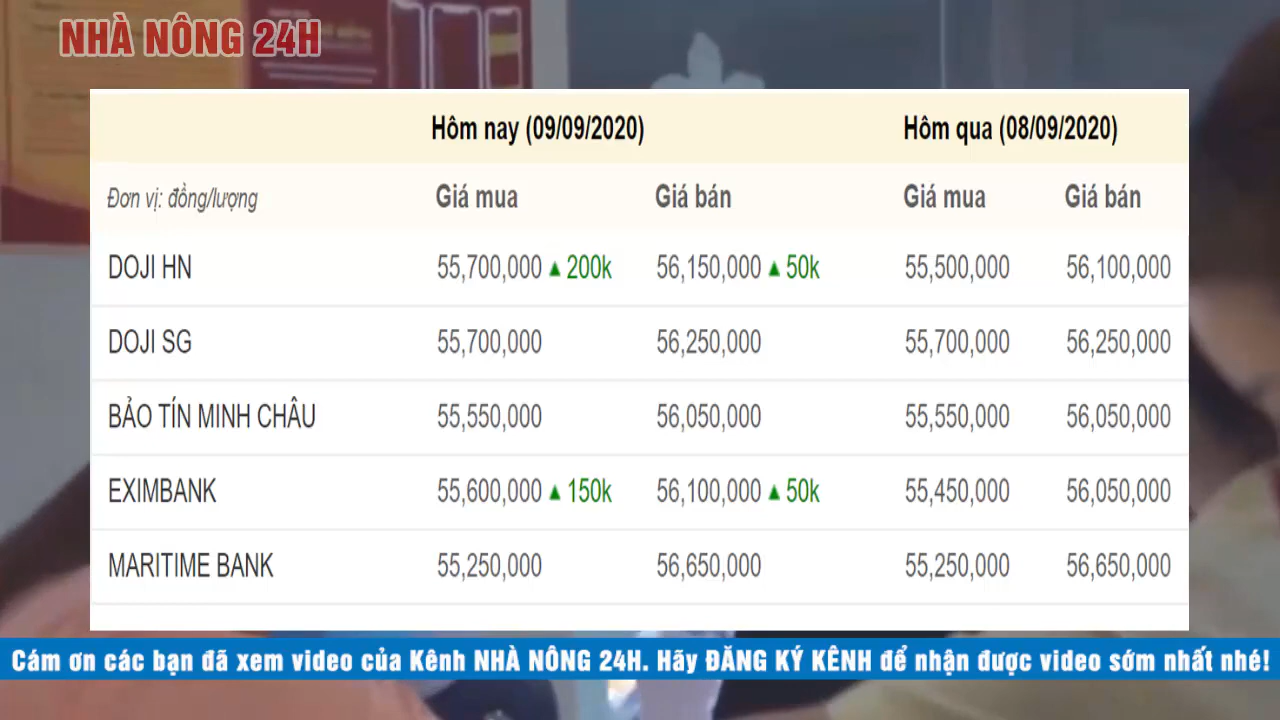 NHÀ NÔNG 24H
Hôm nay (09/09/2020) Hôm qua (08/09/2020)
Đơn vị: đồng/lượng Giá mua Giá bán Giá mua Giá bán
DOJI HN 55,700,000 ▲200k 56,150,000 ▲50k 55,500,000 56,100,000
DOJI SG 55,700,000 56,250,000 55,700,000 56,250,000
BẢO TÍN MINH CHÂU 55,550,000 56,050,000 55,550,000 56,050,000
EXIMBANK 55,600,000 ▲150k 56,100,000 ▲50k 55,450,000 56,050,000
MARITIME BANK 55,250,000 56,650,000 55,250,000 56,650,000
Cám ơn các bạn đã xem video của Kênh NHÀ NÔNG 24H. Hãy ĐĂNG KÝ KÊNH để nhận được video sớm nhất nhé!